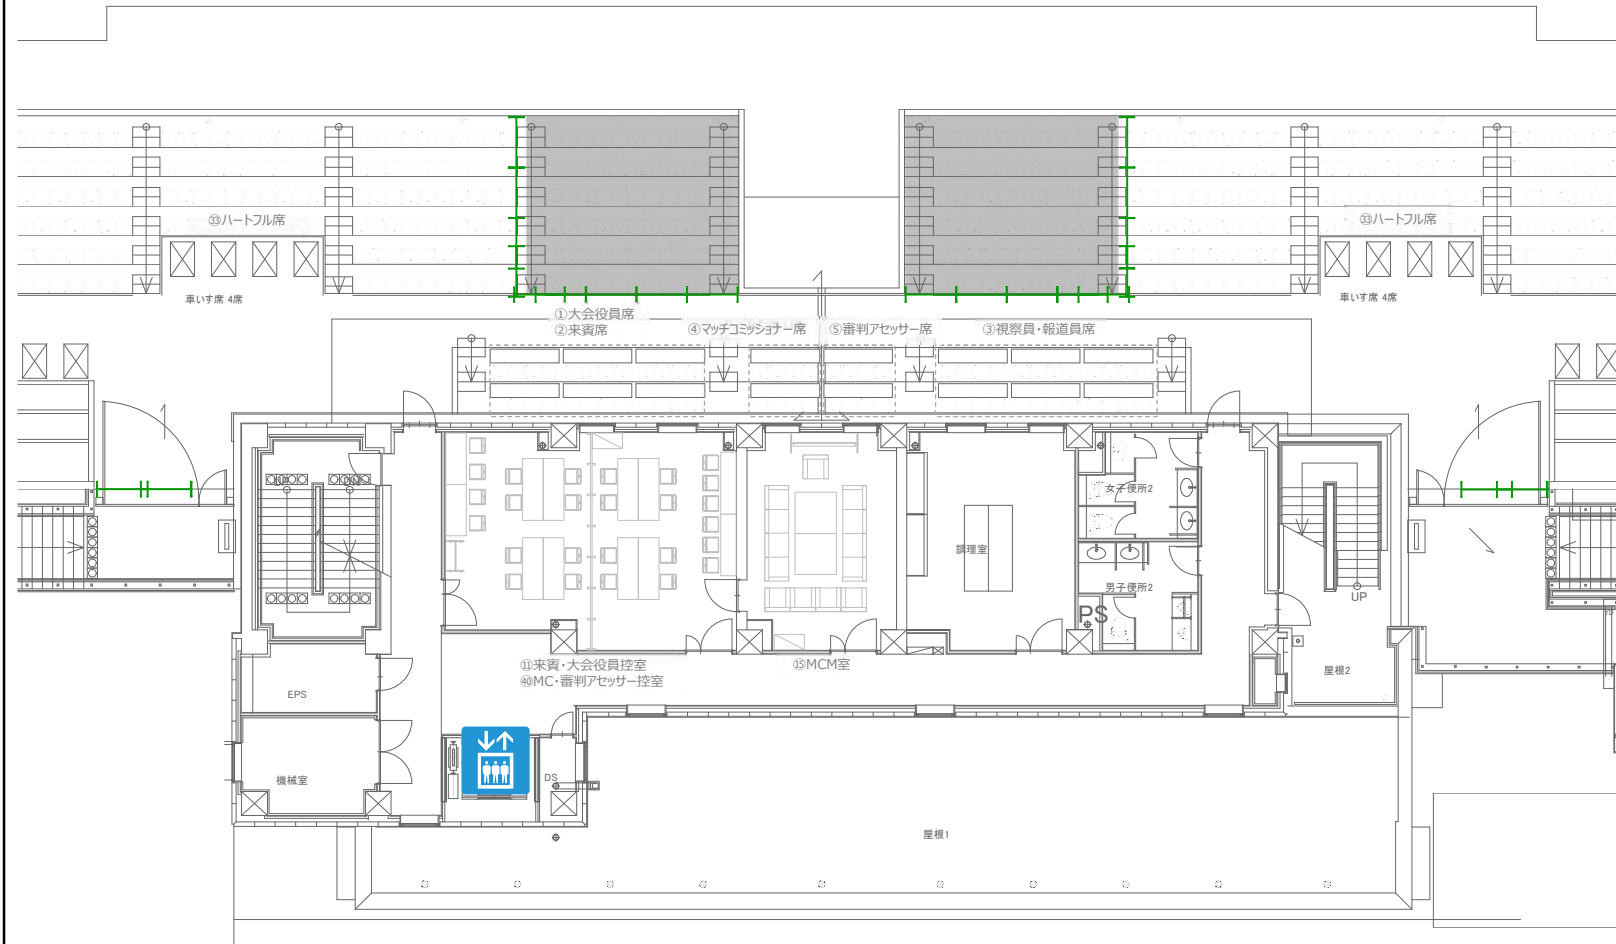 ㉝ハートフル席
㉝ハートフル席
車いす席 4席
車いす席 4席
①大会役員席
②来賓席
④マッチコミッショナー席
⑤審判アセッサー席
③視察員・報道員席
女子便所2
調理室
男子便所2
PS
UP
⑪来賓・大会役員控室
㊵MC・審判アセッサー控室
⑮MCM室
屋根2
EPS
機械室
DS
屋根1